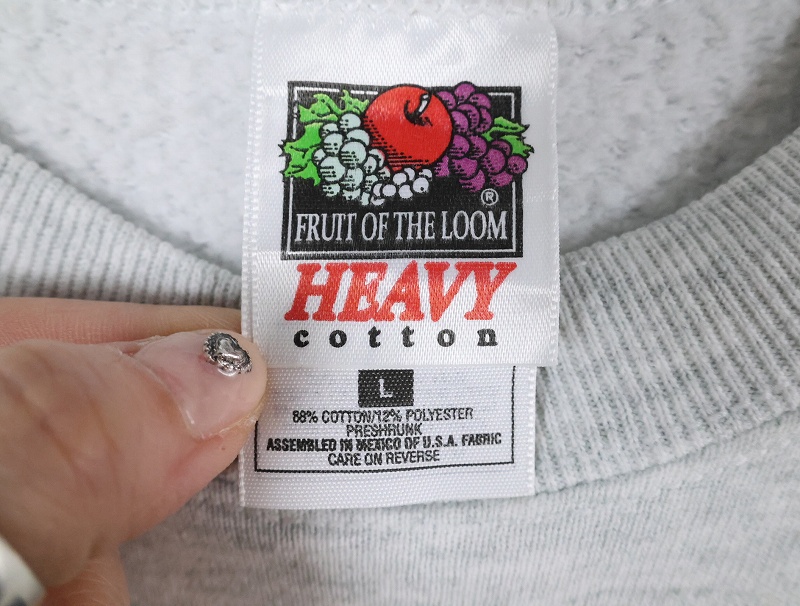 ®
FRUIT OF THE LOOM
HEAVY
cotton
L
88% COTTON/12% POLYESTER
PRESHRUNK
ASSEMBLED IN MEXICO OF U.S.A. FABRIC
CARE ON REVERSE